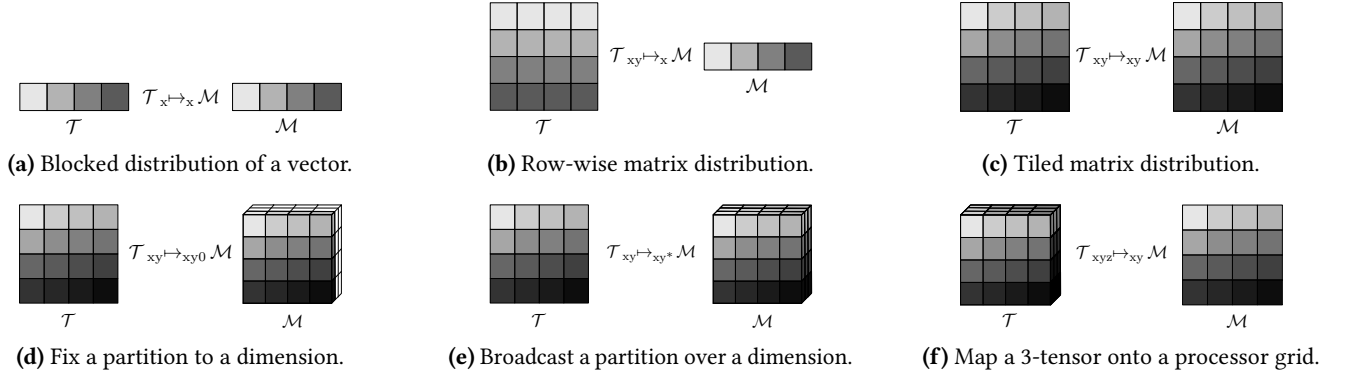 𝒯 x↦x ℳ
𝒯
ℳ
(a) Blocked distribution of a vector.
𝒯 xy↦x ℳ
𝒯
ℳ
(b) Row-wise matrix distribution.
𝒯 xy↦xy ℳ
𝒯
ℳ
(c) Tiled matrix distribution.
𝒯 xy↦xy0 ℳ
𝒯
ℳ
(d) Fix a partition to a dimension.
𝒯 xy↦xy* ℳ
𝒯
ℳ
(e) Broadcast a partition over a dimension.
𝒯 xyz↦xy ℳ
𝒯
ℳ
(f) Map a 3-tensor onto a processor grid.